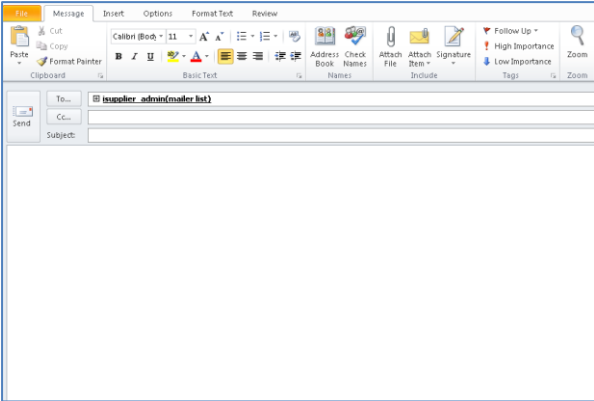 File Message Insert Options Format Text Review
Cut
Copy
Paste
Format Painter
Clipboard
Calibri (Body 11
B I U
Basic Text
Address Book
Check Names
Names
Attach File
Attach Item
Signature
Include
Follow Up
High Importance
Low Importance
Tags
Zoom
Zoom
Send
To...
isupplier_admin(mailer list)
Cc...
Subject: